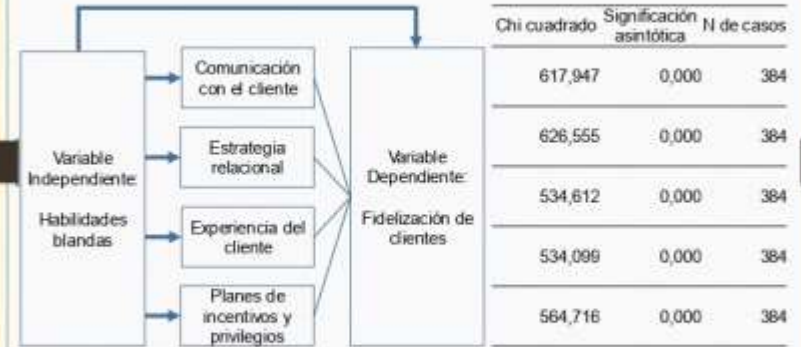 Variable
Independiente:
Habilidades
blandas
Comunicación
con el cliente
Estrategia
relacional
Experiencia del
cliente
Planes de
incentivos y
privilegios
Variable
Dependiente:
Fidelización de
clientes
Chi cuadrado Significación asintótica N de casos
617,947 0,000 384
626,555 0,000 384
534,612 0,000 384
534,099 0,000 384
564,716 0,000 384